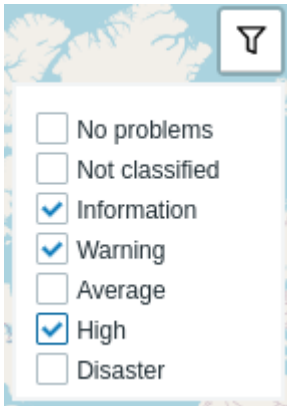 No problems
Not classified
Information
Warning
Average
High
Disaster